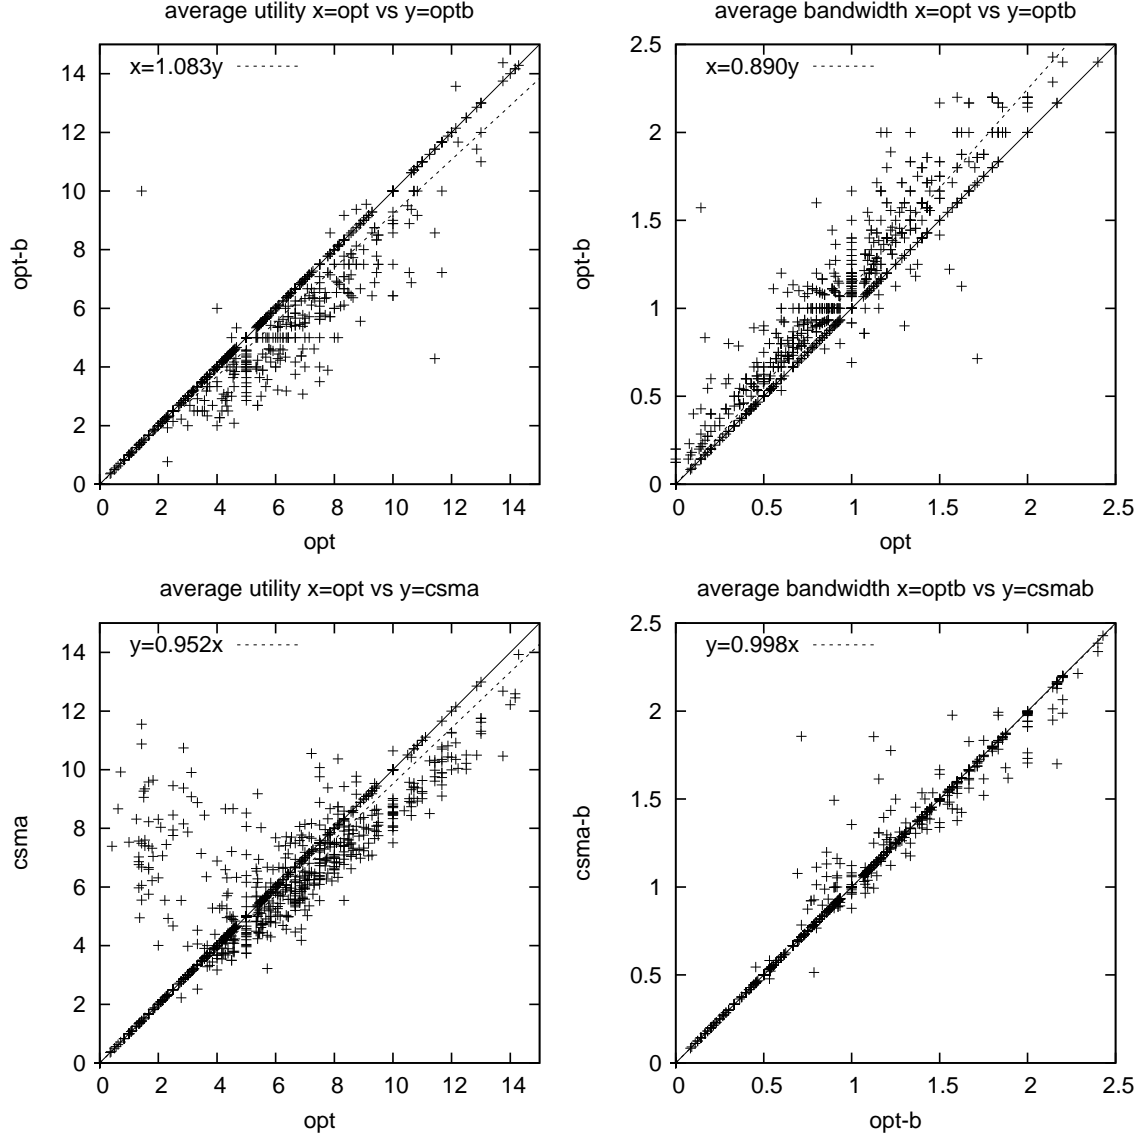 average utility x=opt vs y=optb
x=1.083y
opt-b
14
12
10
8
6
4
2
0
0 2 4 6 8 10 12 14
opt
average bandwidth x=opt vs y=optb
x=0.890y
opt-b
2.5
2
1.5
1
0.5
0
0 0.5 1 1.5 2 2.5
opt
average utility x=opt vs y=csma
y=0.952x
csma
14
12
10
8
6
4
2
0
0 2 4 6 8 10 12 14
opt
average bandwidth x=optb vs y=csmab
y=0.998x
csma-b
2.5
2
1.5
1
0.5
0
0 0.5 1 1.5 2 2.5
opt-b